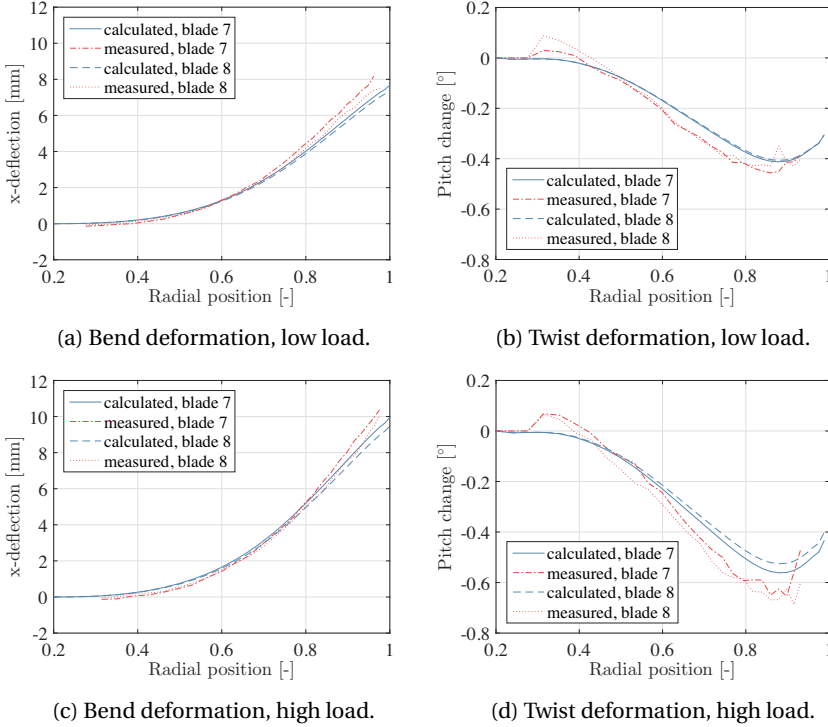 12
10
8
6
4
2
0
-2
x-deflection [mm]
calculated, blade 7
measured, blade 7
calculated, blade 8
measured, blade 8
0.2 0.4 0.6 0.8 1
Radial position [-]
(a) Bend deformation, low load.
0.2
0
-0.2
-0.4
-0.6
-0.8
Pitch change [°]
calculated, blade 7
measured, blade 7
calculated, blade 8
measured, blade 8
0.2 0.4 0.6 0.8 1
Radial position [-]
(b) Twist deformation, low load.
12
10
8
6
4
2
0
-2
x-deflection [mm]
calculated, blade 7
measured, blade 7
calculated, blade 8
measured, blade 8
0.2 0.4 0.6 0.8 1
Radial position [-]
(c) Bend deformation, high load.
0.2
0
-0.2
-0.4
-0.6
-0.8
Pitch change [°]
calculated, blade 7
measured, blade 7
calculated, blade 8
measured, blade 8
0.2 0.4 0.6 0.8 1
Radial position [-]
(d) Twist deformation, high load.